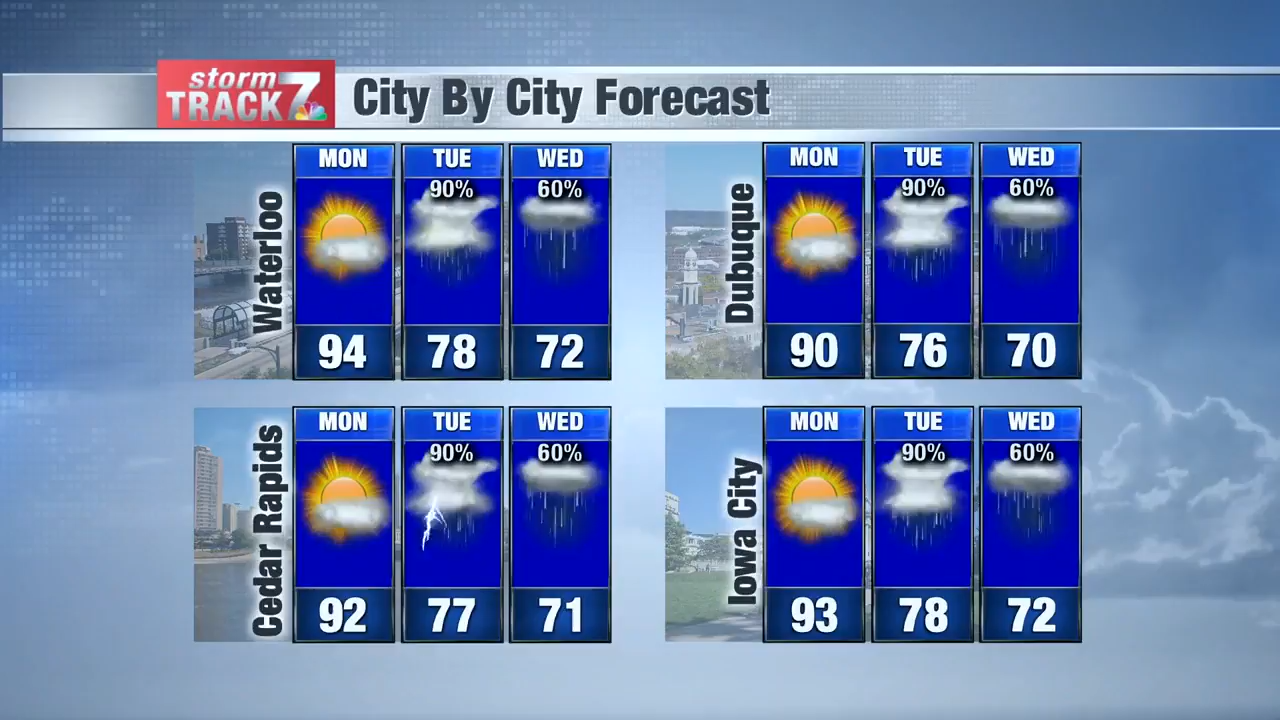 storm
TRACK 7
City By City Forecast
Waterloo
MON TUE WED
90% 60%
94 78 72
Dubuque
MON TUE WED
90% 60%
90 76 70
Cedar Rapids
MON TUE WED
90% 60%
92 77 71
Iowa City
MON TUE WED
90% 60%
93 78 72